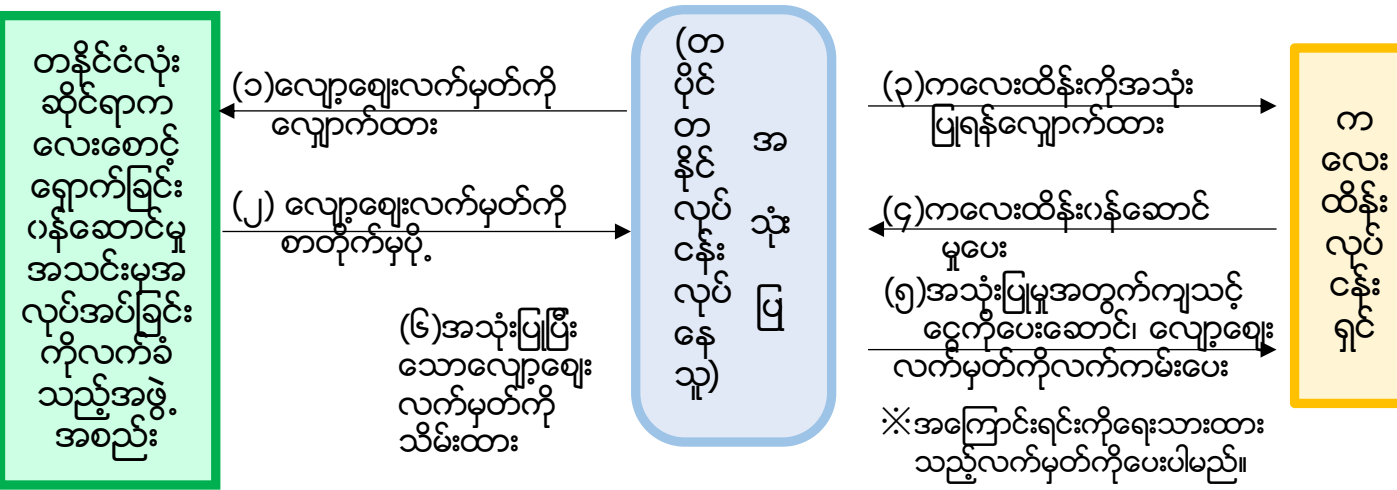 တနိုင်ငံလုံး
ဆိုင်ရာက
လေးစောင့်
ရှောက်ခြင်း
ဝန်ဆောင်မှု
အသင်းမှအ
လုပ်အပ်ခြင်း
ကိုလက်ခံ
သည့်အဖွဲ့
အစည်း
(၁)လျော့ဈေးလက်မှတ်ကို
လျှောက်ထား
(၂) လျော့ဈေးလက်မှတ်ကို
စာတိုက်မှပို့
(၆)အသုံးပြုပြီး
သောလျော့ဈေး
လက်မှတ်ကို
သိမ်းထား
(တ
ပိုင်
တ
နိုင်
လုပ်
ငန်း
လုပ်
နေ
သူ)
အ
သုံး
ပြု
(၃)ကလေးထိန်းကိုအသုံး
ပြုရန်လျှောက်ထား
(၄)ကလေးထိန်းဝန်ဆောင်
မှုပေး
(၅)အသုံးပြုမှုအတွက်ကျသင့်
ငွေကိုပေးဆောင်၊ လျော့ဈေး
လက်မှတ်ကိုလက်ကမ်းပေး
※အကြောင်းရင်းကိုရေးသားထား
သည့်လက်မှတ်ကိုပေးပါမည်။
က
လေး
ထိန်း
လုပ်
ငန်း
ရှင်